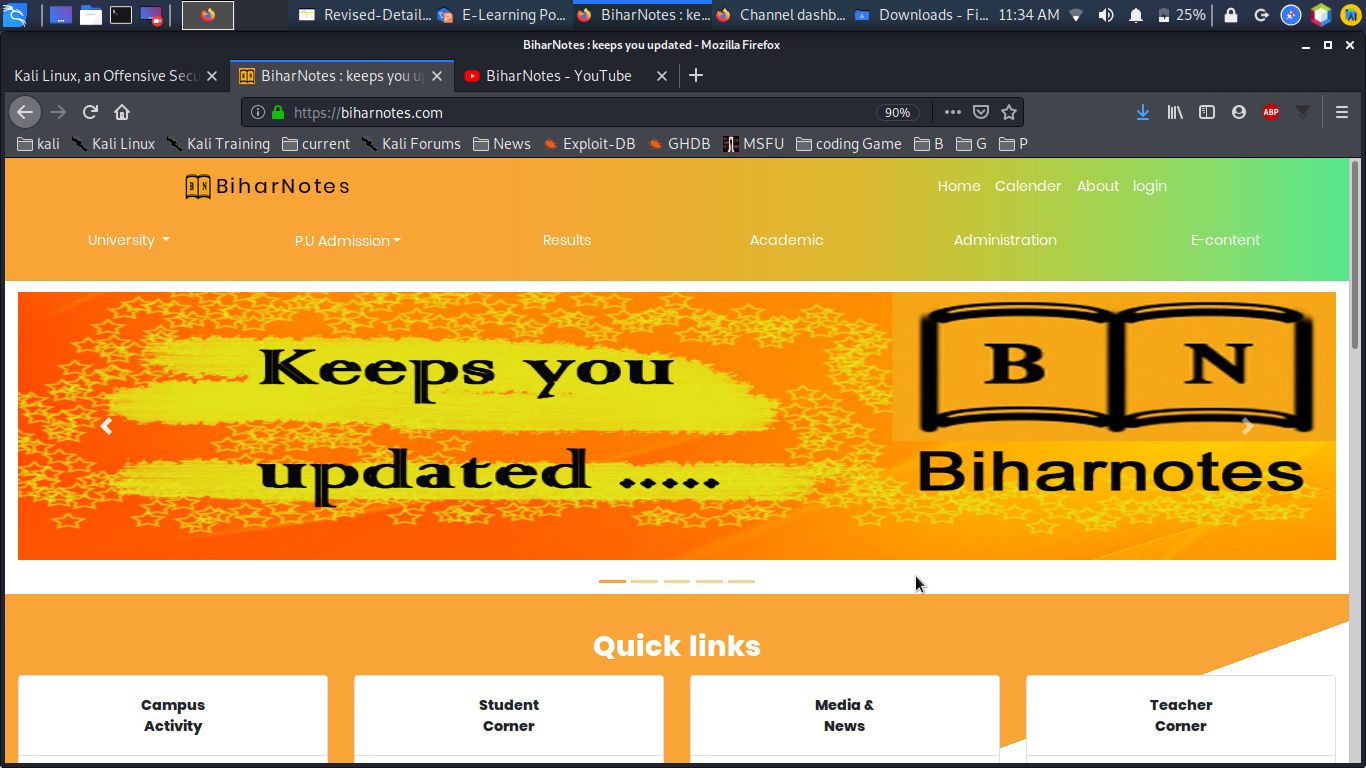 Revised-Detail...
E-Learning Po...
BiharNotes : ke...
Channel dashb...
Downloads - Fi...
11:34 AM
25%
BiharNotes : keeps you updated - Mozilla Firefox
Kali Linux, an Offensive Secu
BiharNotes : keeps you up
BiharNotes - YouTube
https://biharnotes.com
90%
ABP
kali
Kali Linux
Kali Training
current
Kali Forums
News
Exploit-DB
GHDB
MSFU
coding Game
B
G
P
B N BiharNotes
Home
Calender
About
login
University
P.U Admission
Results
Academic
Administration
E-content
Keeps you
updated .....
B N
Biharnotes
Quick links
Campus
Activity
Student
Corner
Media &
News
Teacher
Corner